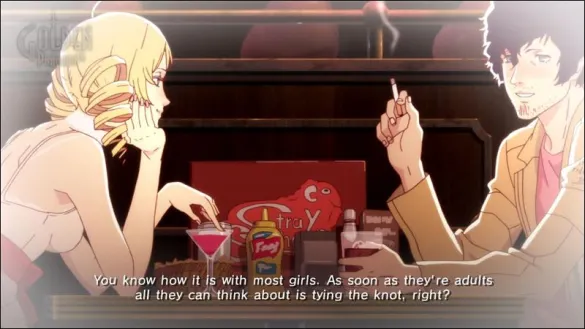 GOLDEN
Stray
You know how it is with most girls. As soon as they're adults
all they can think about is tying the knot, right?